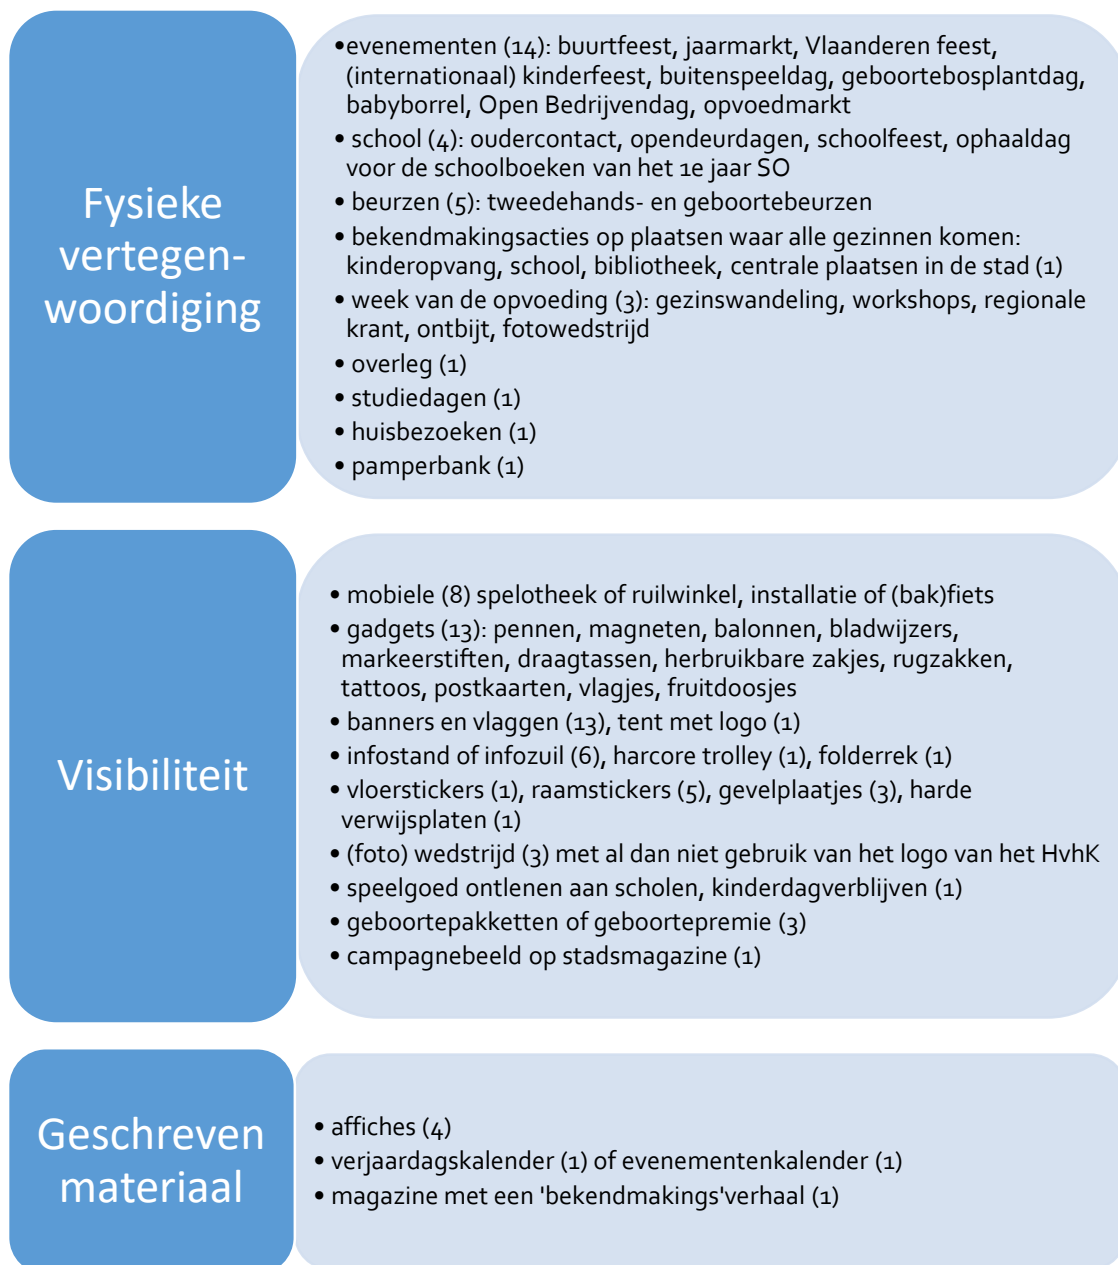 Fysieke
vertegen-
woordiging
•evenementen (14): buurtfeest, jaarmarkt, Vlaanderen feest,
(internationaal) kinderfeest, buitenspeeldag, geboortebosplantdag,
babyborrel, Open Bedrijvendag, opvoedmarkt
• school (4): oudercontact, opendeurdagen, schoolfeest, ophaaldag
voor de schoolboeken van het 1e jaar SO
• beurzen (5): tweedehands- en geboortebeurzen
• bekendmakingsacties op plaatsen waar alle gezinnen komen:
kinderopvang, school, bibliotheek, centrale plaatsen in de stad (1)
• week van de opvoeding (3): gezinswandeling, workshops, regionale
krant, ontbijt, fotowedstrijd
• overleg (1)
• studiedagen (1)
• huisbezoeken (1)
• pamperbank (1)
Visibiliteit
• mobiele (8) spelotheek of ruilwinkel, installatie of (bak)fiets
• gadgets (13): pennen, magneten, balonnen, bladwijzers,
markeerstiften, draagtassen, herbruikbare zakjes, rugzakken,
tattoos, postkaarten, vlagjes, fruitdoosjes
• banners en vlaggen (13), tent met logo (1)
• infostand of infozuil (6), harcore trolley (1), folderrek (1)
• vloerstickers (1), raamstickers (5), gevelplaatjes (3), harde
verwijsplaten (1)
• (foto) wedstrijd (3) met al dan niet gebruik van het logo van het HvhK
• speelgoed ontlenen aan scholen, kinderdagverblijven (1)
• geboortepakketten of geboortepremie (3)
• campagnebeeld op stadsmagazine (1)
Geschreven
materiaal
• affiches (4)
• verjaardagskalender (1) of evenementenkalender (1)
• magazine met een 'bekendmakings'verhaal (1)